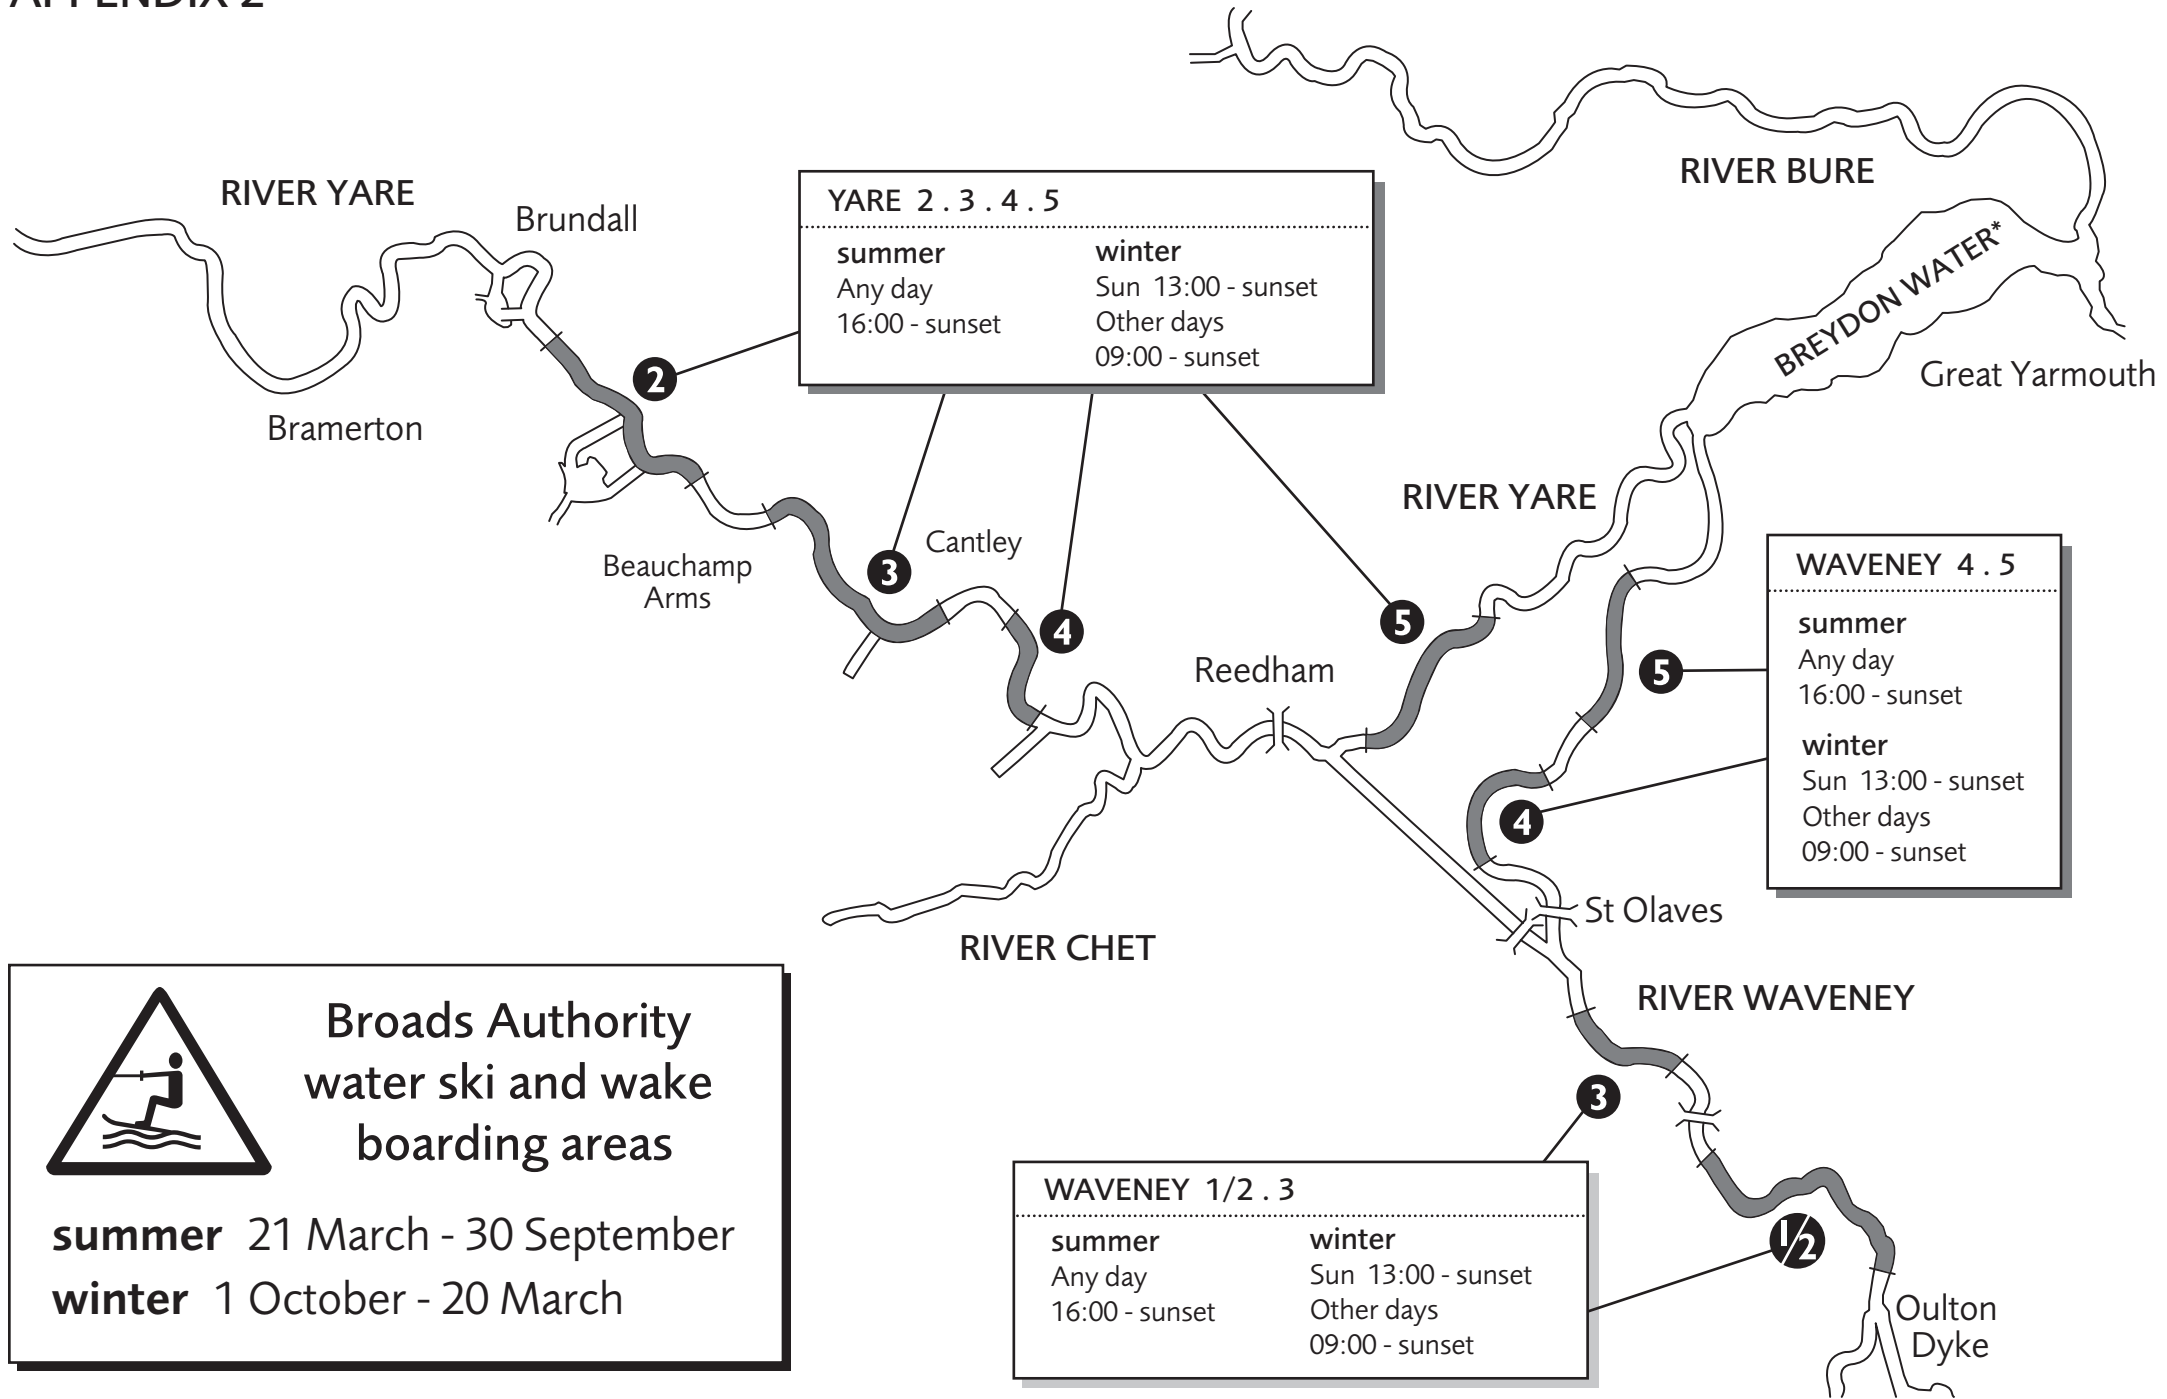 APPENDIX 2
RIVER BURE
RIVER YARE
Brundall
Bramerton
YARE 2 . 3 . 4 . 5
summer
Any day
16:00 - sunset
winter
Sun 13:00 - sunset
Other days
09:00 - sunset
BREYDON WATER*
Great Yarmouth
2
3
4
5
Beauchamp
Arms
Cantley
Reedham
RIVER YARE
WAVENEY 4 . 5
summer
Any day
16:00 - sunset
winter
Sun 13:00 - sunset
Other days
09:00 - sunset
5
4
St Olaves
RIVER CHET
RIVER WAVENEY
3
WAVENEY 1/2 . 3
summer
Any day
16:00 - sunset
winter
Sun 13:00 - sunset
Other days
09:00 - sunset
1/2
Oulton
Dyke
Broads Authority
water ski and wake
boarding areas
summer 21 March - 30 September
winter 1 October - 20 March